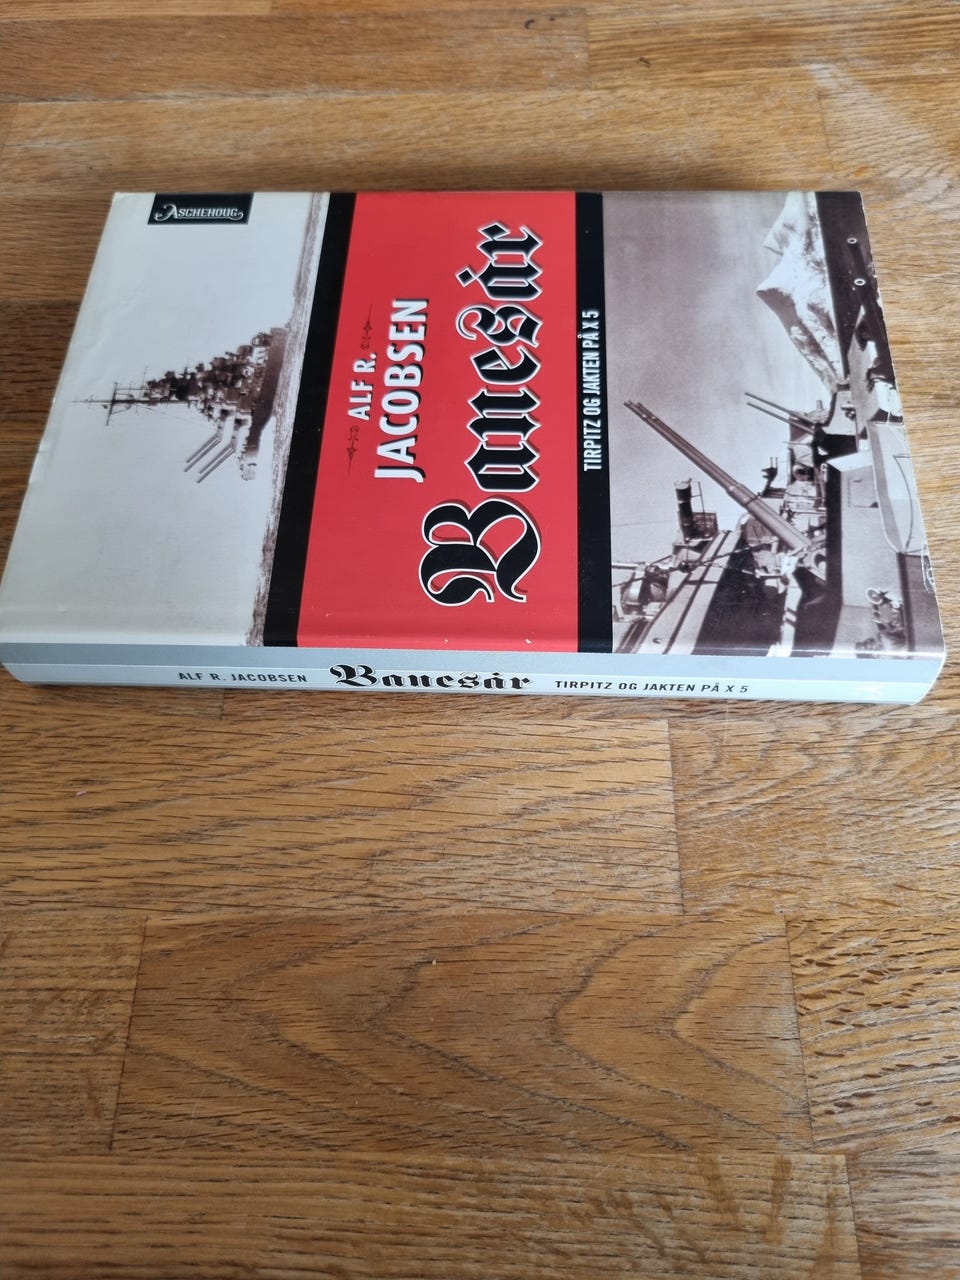 ASCHEHOUG
ALF R.
JACOBSEN
Banesår
TIRPITZ OG JAKTEN PÅ X 5
ALF R. JACOBSEN Banesår TIRPITZ OG JAKTEN PÅ X 5